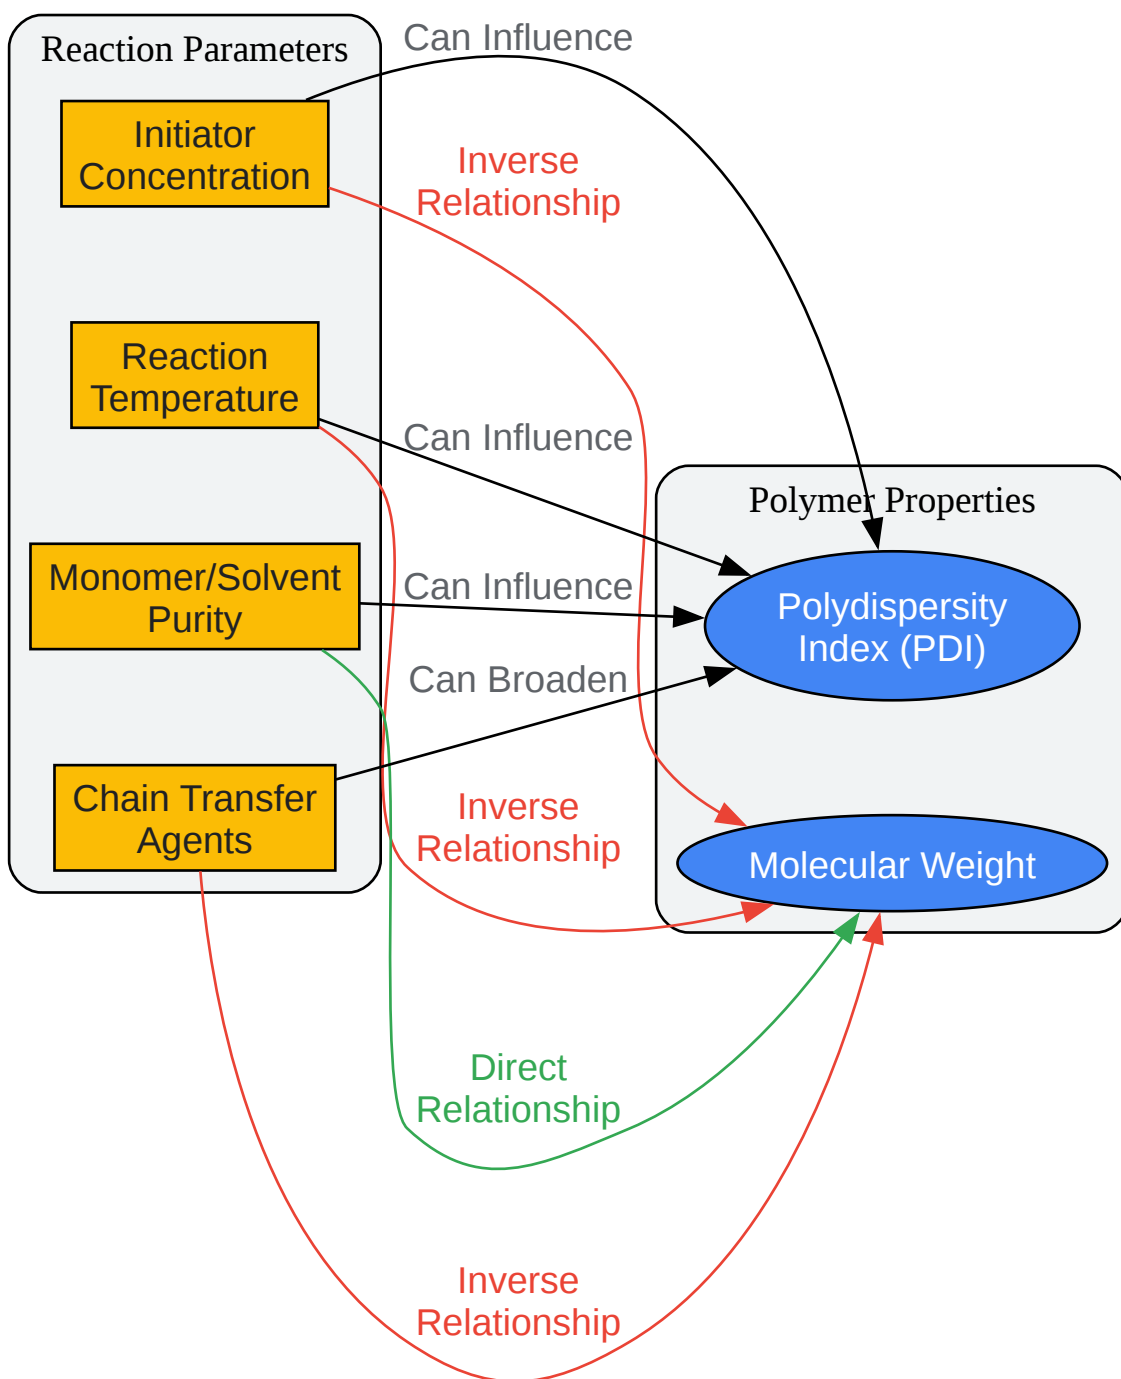 Reaction Parameters
Can Influence
Initiator
Concentration
Inverse
Relationship
Reaction
Temperature
Can Influence
Polymer Properties
Monomer/Solvent
Purity
Can Influence
Polydispersity
Index (PDI)
Can Broaden
Chain Transfer
Agents
Inverse
Relationship
Molecular Weight
Direct
Relationship
Inverse
Relationship